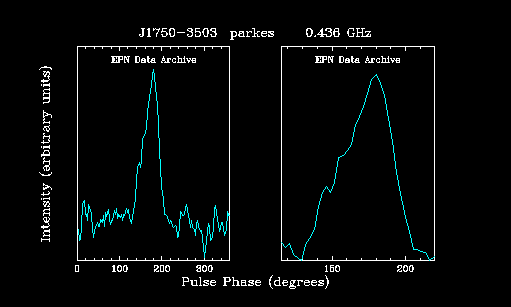 J1750-3503 parkes 0.436 GHz
EPN Data Archive
EPN Data Archive
Intensity (arbitrary units)
0 100 200 300
150 200
Pulse Phase (degrees)